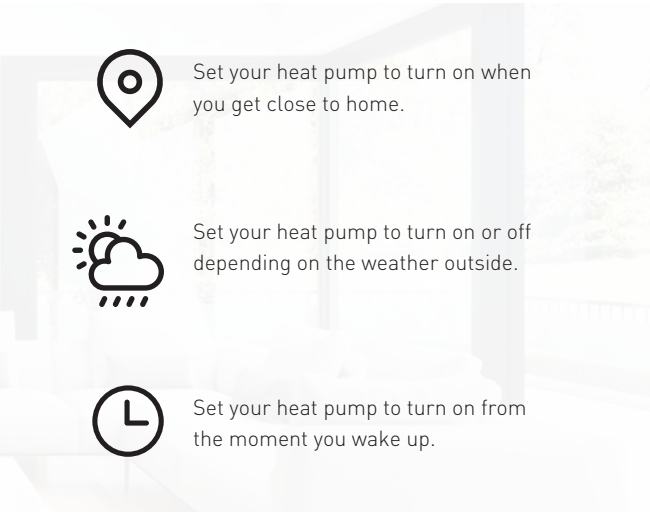 Set your heat pump to turn on when
you get close to home.
Set your heat pump to turn on or off
depending on the weather outside.
Set your heat pump to turn on from
the moment you wake up.